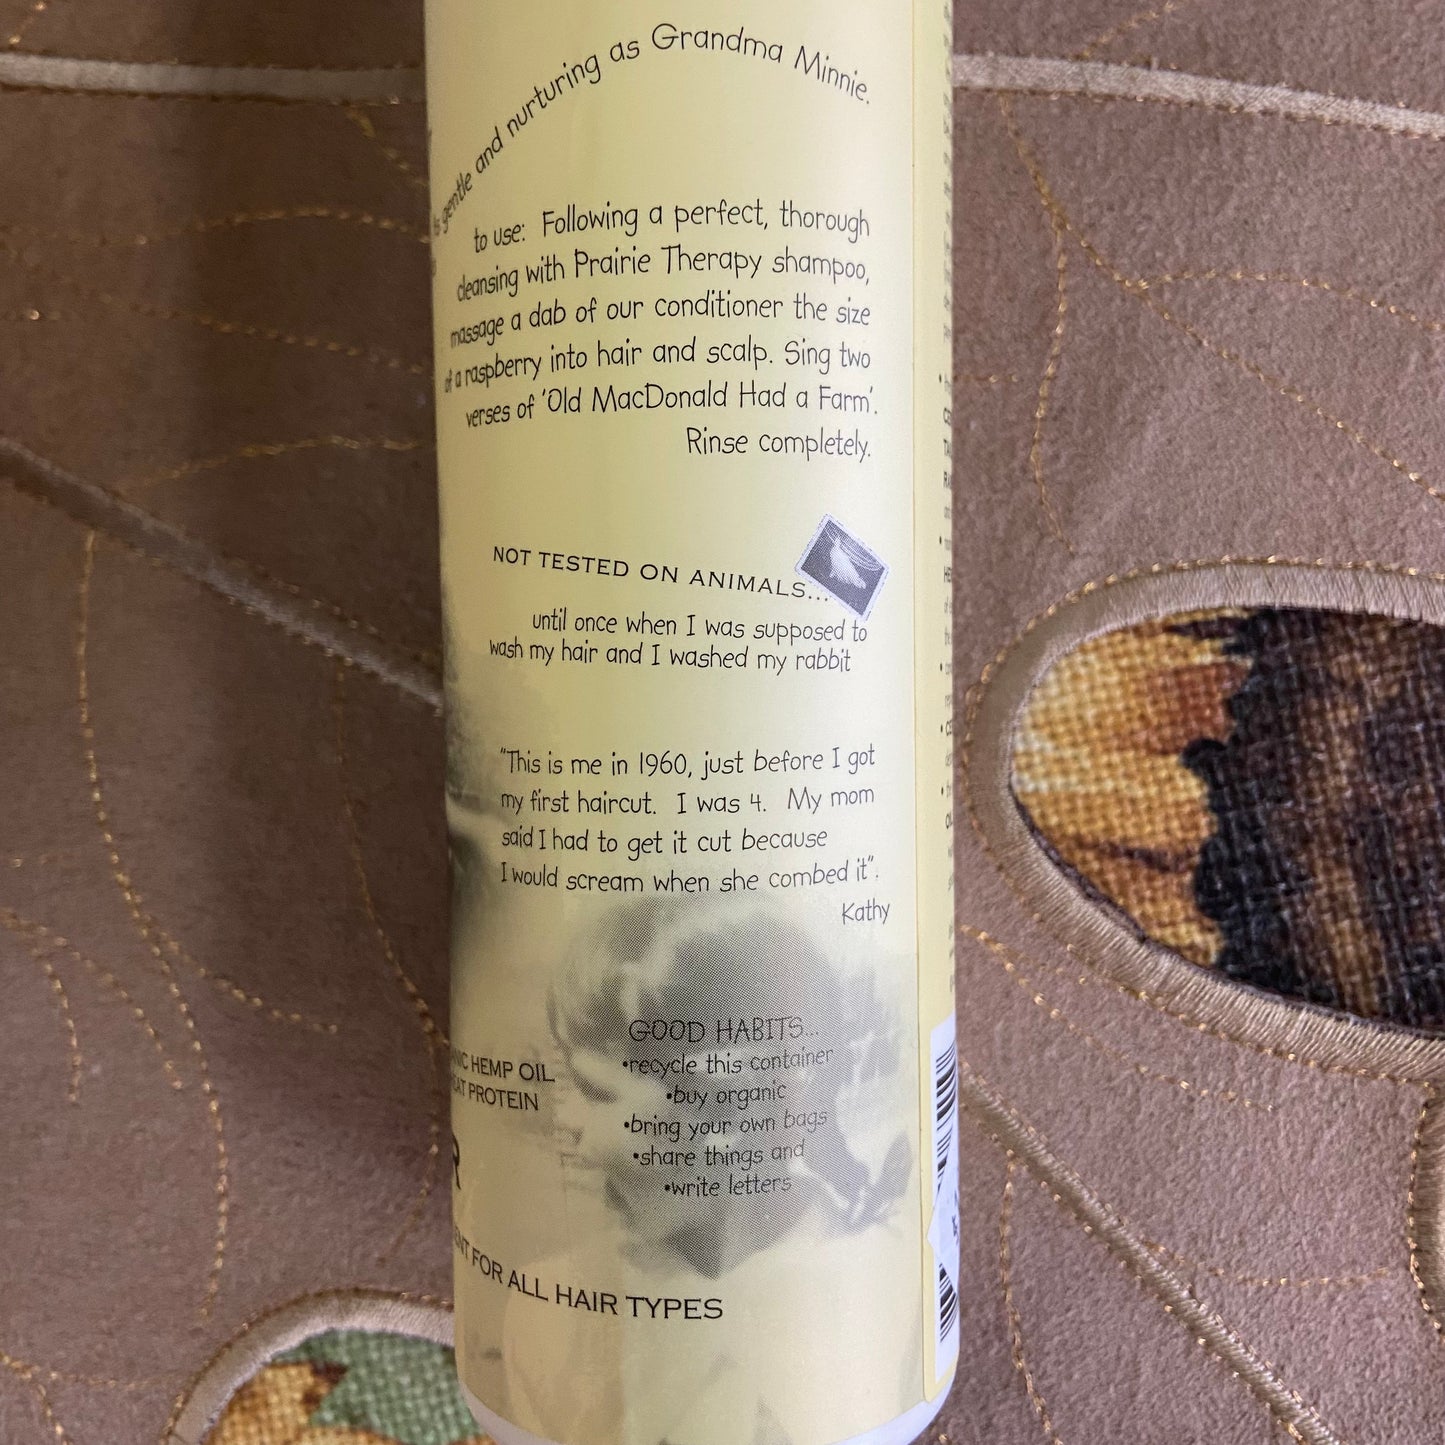 is gentle and nurturing as Grandma Minnie.
to use: Following a perfect, thorough
cleansing with Prairie Therapy shampoo,
massage a dab of our conditioner the size
of a raspberry into hair and scalp. Sing two
verses of 'Old MacDonald Had a Farm'.
Rinse completely.
NOT TESTED ON ANIMALS...
until once when I was supposed to
wash my hair and I washed my rabbit
"This is me in 1960, just before I got
my first haircut. I was 4. My mom
said I had to get it cut because
I would scream when she combed it".
Kathy
GOOD HABITS...
•recycle this container
•buy organic
•bring your own bags
•share things and
•write letters
HEMP OIL
PROTEIN
R
FOR ALL HAIR TYPES